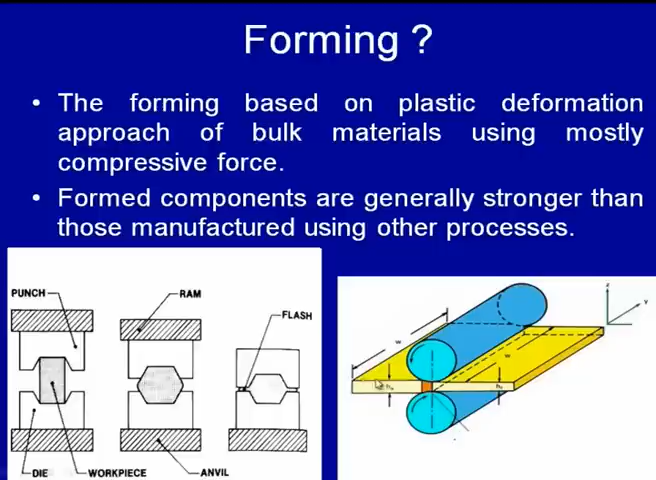 Forming ?
• The forming based on plastic deformation
approach of bulk materials using mostly
compressive force.
• Formed components are generally stronger than
those manufactured using other processes.
PUNCH
RAM
FLASH
DIE
WORKPIECE
ANVIL
z
y
x
w
w